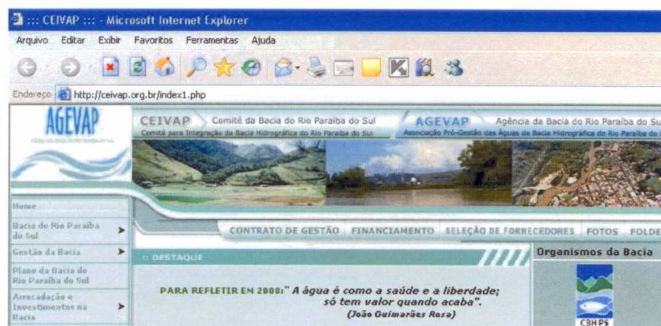 ::: CEIVAP ::: - Microsoft Internet Explorer
Arquivo Editar Exibir Favoritos Ferramentas Ajuda
Endereço http://ceivap.org.br/index1.php
AGEVAP
CEIVAP Comitê da Bacia do Rio Paraíba do Sul
Comitê para Integração da Bacia Hidrográfica do Rio Paraíba do Sul
AGEVAP Agência da Bacia do Rio Paraíba do Su
Associação Pró-Gestão das Águas da Bacia Hidrográfica do Rio Paraíba do
Home
Bacia do Rio Paraíba do Sul
Gestão da Bacia
Plano da Bacia do Rio Paraíba do Sul
Arrecadação e Investimentos na Bacia
CONTRATO DE GESTÃO FINANCIAMENTO SELEÇÃO DE FORNECEDORES FOTOS FOLDE
:: DESTAQUE
Organismos da Bacia
PARA REFLETIR EM 2008:" A água é como a saúde e a liberdade;
só tem valor quando acaba".
(João Guimarães Rosa)
CBHPS